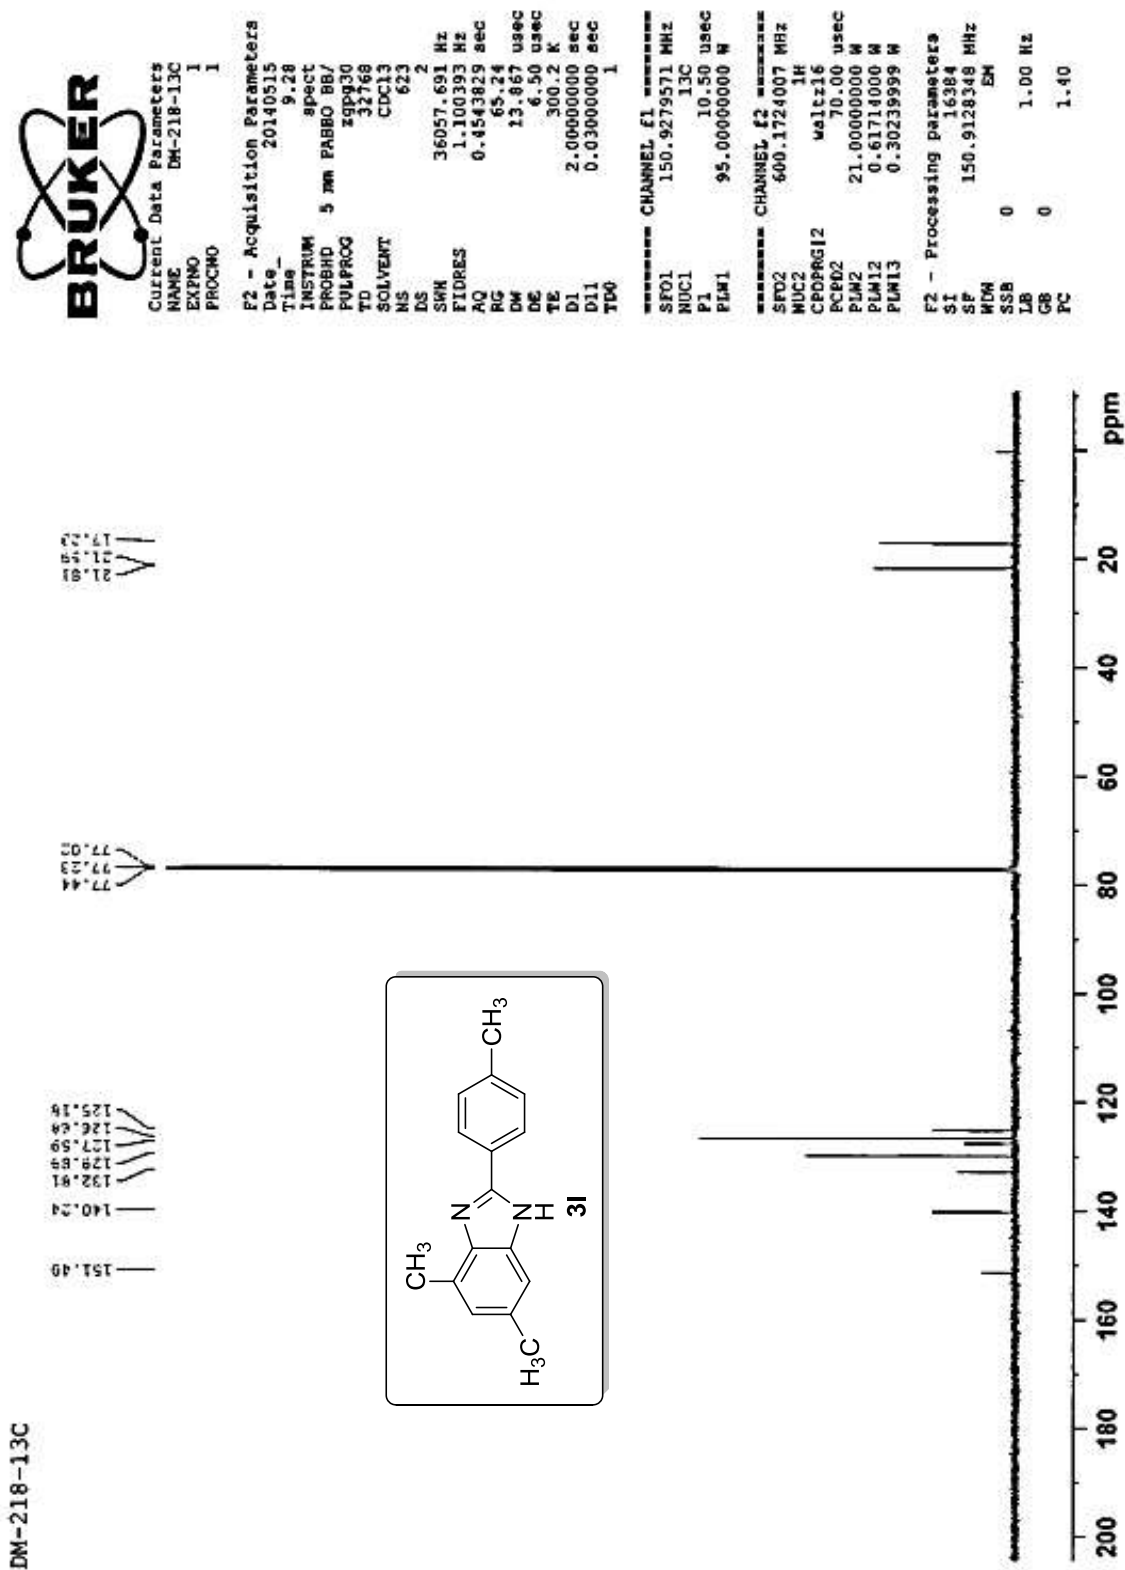 DM-218-13C
151.49
140.24
132.81
129.69
127.59
126.68
125.18
77.44
77.23
77.02
21.81
21.59
17.23
BRUKER
Current Data Parameters
NAME DM-218-13C
EXPNO 1
PROCNO 1
F2 - Acquisition Parameters
Date_ 20140515
Time 9.28
INSTRUM spect
PROBHD 5 mm PABBO BB/
PULPROG zgpg30
TD 32768
SOLVENT CDCl3
NS 623
DS 2
SWH 36057.691 Hz
FIDRES 1.100393 Hz
AQ 0.4543829 sec
RG 65.24
DW 13.867 usec
DE 6.50 usec
TE 300.2 K
D1 2.00000000 sec
D11 0.03000000 sec
TD0 1
======== CHANNEL f1 ========
SFO1 150.9279571 MHz
NUC1 13C
P1 10.50 usec
PLW1 95.00000000 W
======== CHANNEL f2 ========
SFO2 600.1724007 MHz
NUC2 1H
CPDPRG[2 waltz16
PCPD2 70.00 usec
PLW2 21.00000000 W
PLW12 0.61714000 W
PLW13 0.30239999 W
F2 - Processing parameters
SI 16384
SF 150.9128348 MHz
WDW EM
SSB 0
LB 1.00 Hz
GB 0
PC 1.40
CH3
H3C
N
N
H
CH3
3l
200 180 160 140 120 100 80 60 40 20 ppm